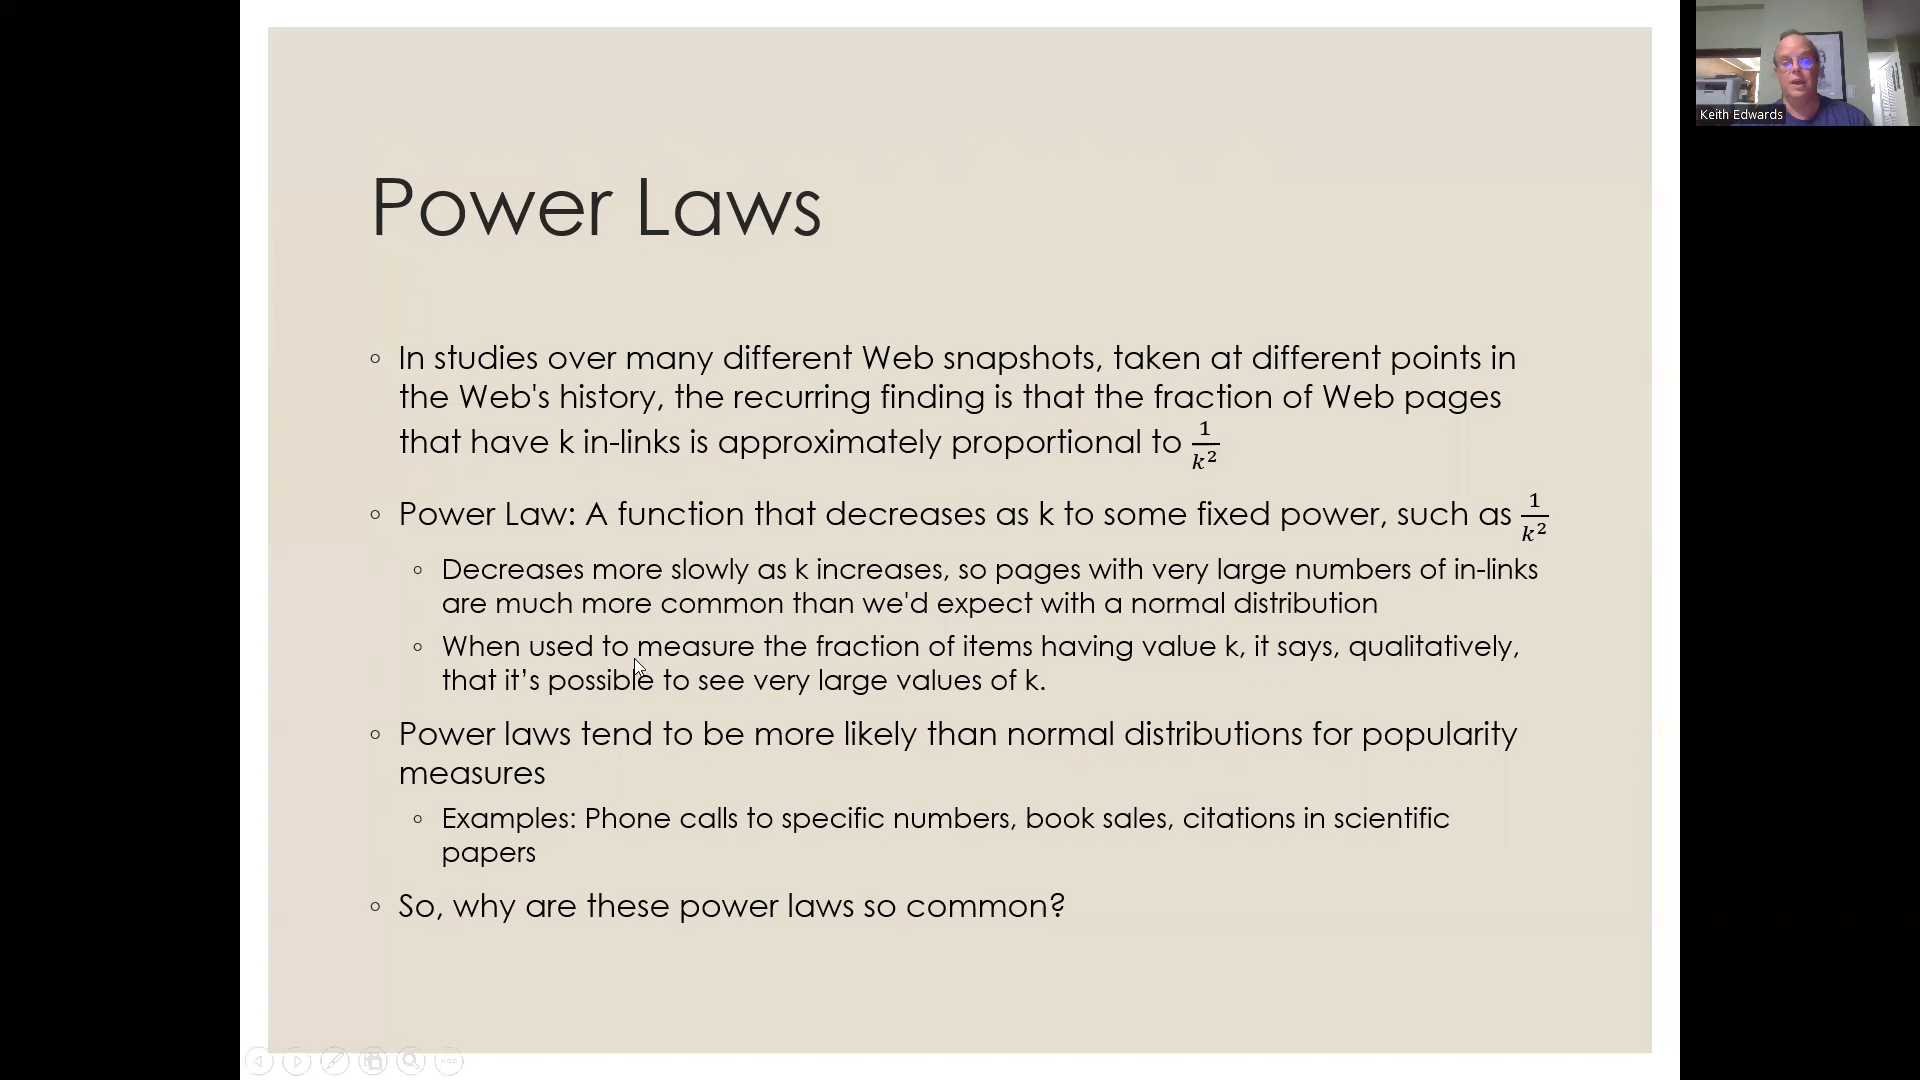 Power Laws
In studies over many different Web snapshots, taken at different points in
the Web's history, the recurring finding is that the fraction of Web pages
that have k in-links is approximately proportional to 1/k²
Power Law: A function that decreases as k to some fixed power, such as 1/k²
Decreases more slowly as k increases, so pages with very large numbers of in-links
are much more common than we'd expect with a normal distribution
When used to measure the fraction of items having value k, it says, qualitatively,
that it’s possible to see very large values of k.
Power laws tend to be more likely than normal distributions for popularity
measures
Examples: Phone calls to specific numbers, book sales, citations in scientific
papers
So, why are these power laws so common?
Keith Edwards